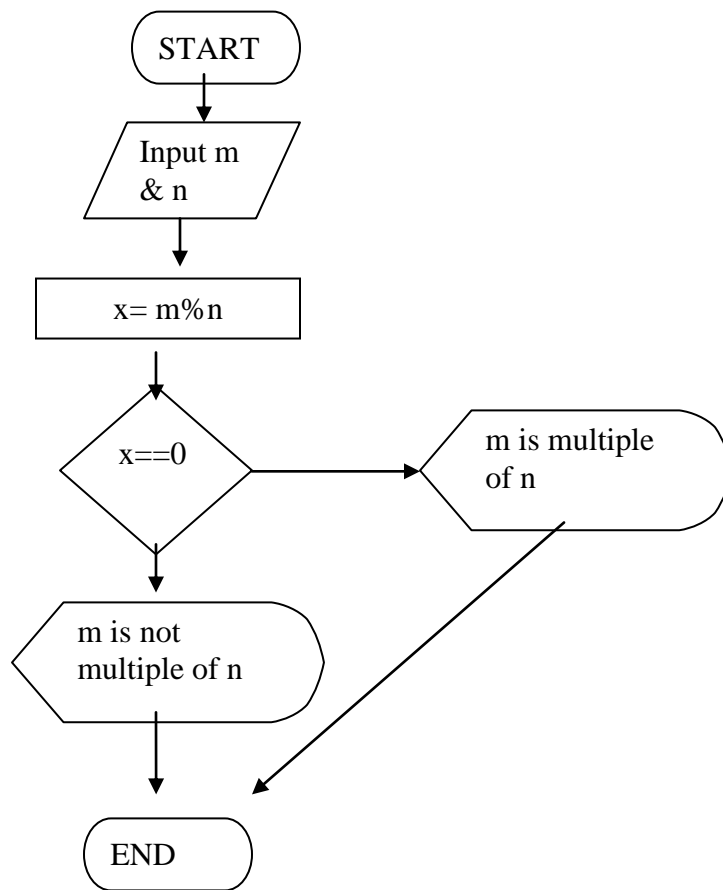 START
Input m
& n
x= m%n
x==0
m is multiple
of n
m is not
multiple of n
END